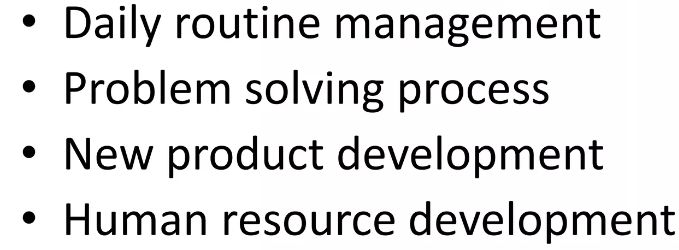 • Daily routine management
• Problem solving process
• New product development
• Human resource development